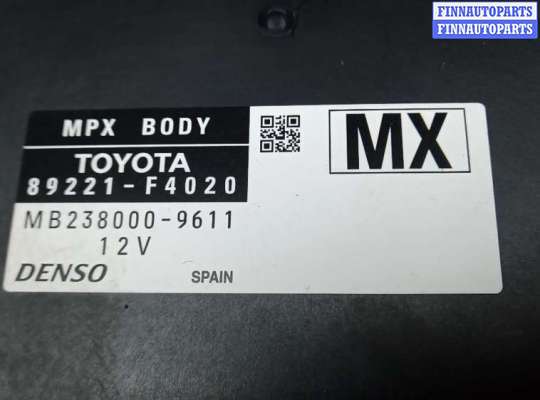 FINNAUTOPARTS
FINNAUTOPARTS
MPX BODY
MX
TOYOTA
89221-F4020
MB238000-9611
12V
DENSO SPAIN